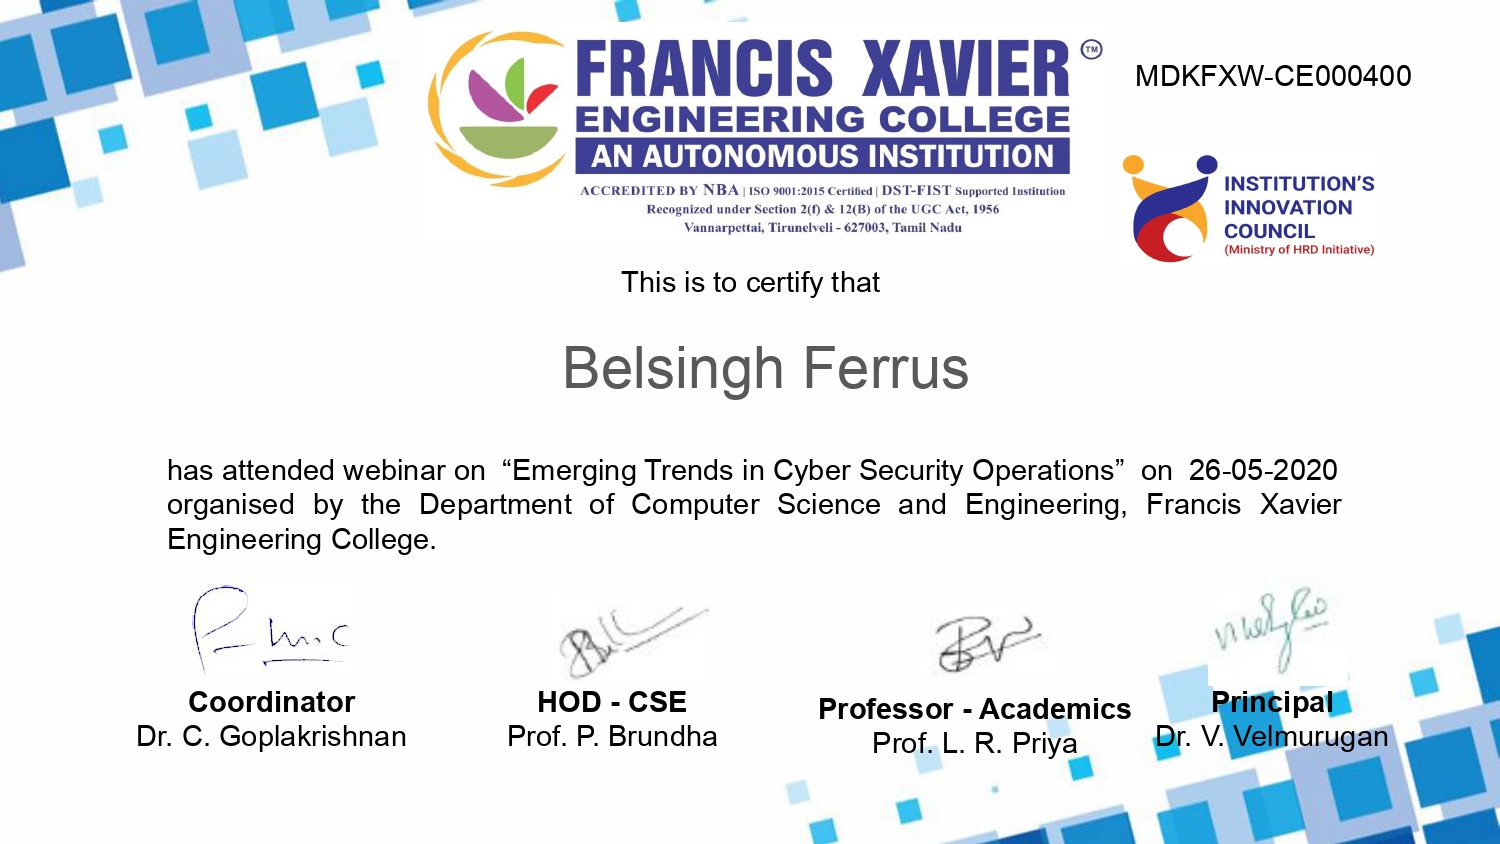 FRANCIS XAVIER TM
ENGINEERING COLLEGE
AN AUTONOMOUS INSTITUTION
ACCREDITED BY NBA | ISO 9001:2015 Certified | DST-FIST Supported Institution
Recognized under Section 2(f) & 12(B) of the UGC Act, 1956
Vannarpettai, Tirunelveli - 627003, Tamil Nadu
MDKFXW-CE000400
INSTITUTION'S
INNOVATION
COUNCIL
(Ministry of HRD Initiative)
This is to certify that
Belsingh Ferrus
has attended webinar on “Emerging Trends in Cyber Security Operations” on 26-05-2020
organised by the Department of Computer Science and Engineering, Francis Xavier
Engineering College.
Coordinator
Dr. C. Goplakrishnan
HOD - CSE
Prof. P. Brundha
Professor - Academics
Prof. L. R. Priya
Principal
Dr. V. Velmurugan